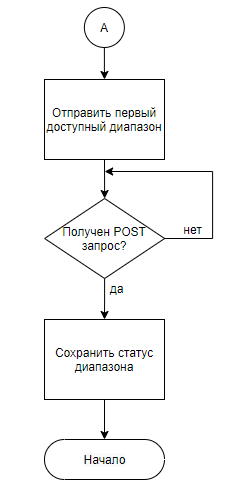 А
Отправить первый
доступный диапазон
Получен POST
запрос?
нет
да
Сохранить статус
диапазона
Начало